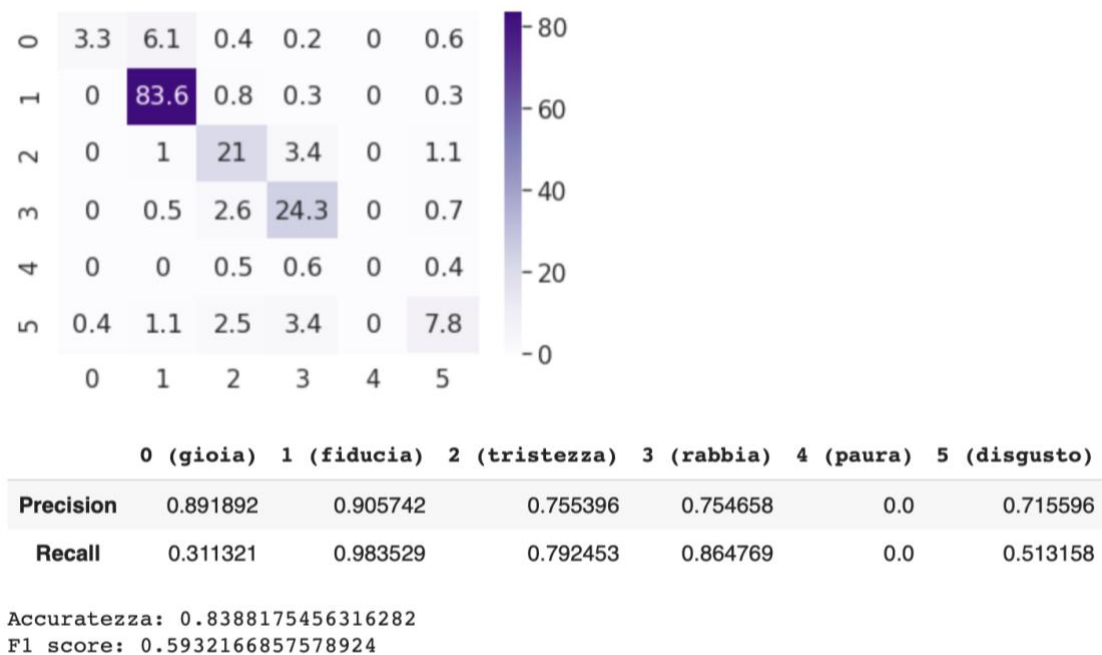 80
0 3.3 6.1 0.4 0.2 0 0.6
1 0 83.6 0.8 0.3 0 0.3
60
2 0 1 21 3.4 0 1.1
40
3 0 0.5 2.6 24.3 0 0.7
4 0 0 0.5 0.6 0 0.4
20
5 0.4 1.1 2.5 3.4 0 7.8
0
0 1 2 3 4 5
0 (gioia) 1 (fiducia) 2 (tristezza) 3 (rabbia) 4 (paura) 5 (disgusto)
Precision 0.891892 0.905742 0.755396 0.754658 0.0 0.715596
Recall 0.311321 0.983529 0.792453 0.864769 0.0 0.513158
Accuratezza: 0.8388175456316282
F1 score: 0.5932166857578924